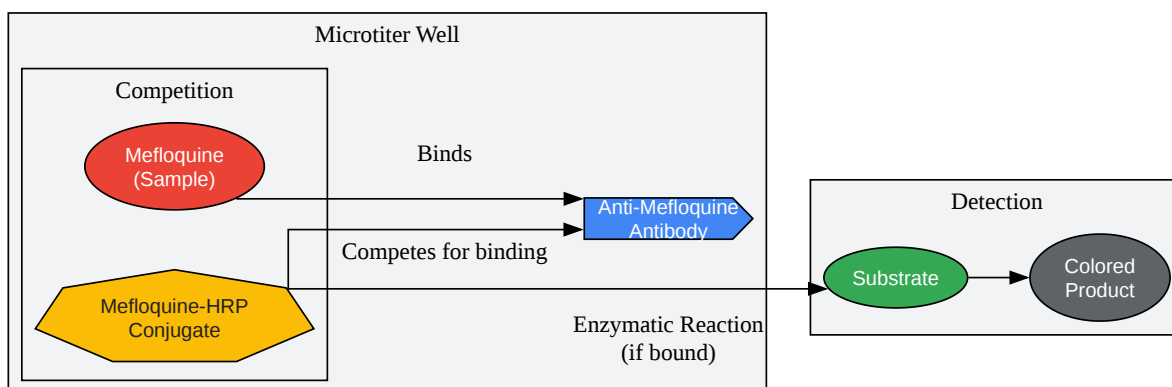 Microtiter Well
Competition
Mefloquine
(Sample)
Binds
Anti-Mefloquine
Antibody
Competes for binding
Mefloquine-HRP
Conjugate
Enzymatic Reaction
(if bound)
Detection
Substrate
Colored
Product